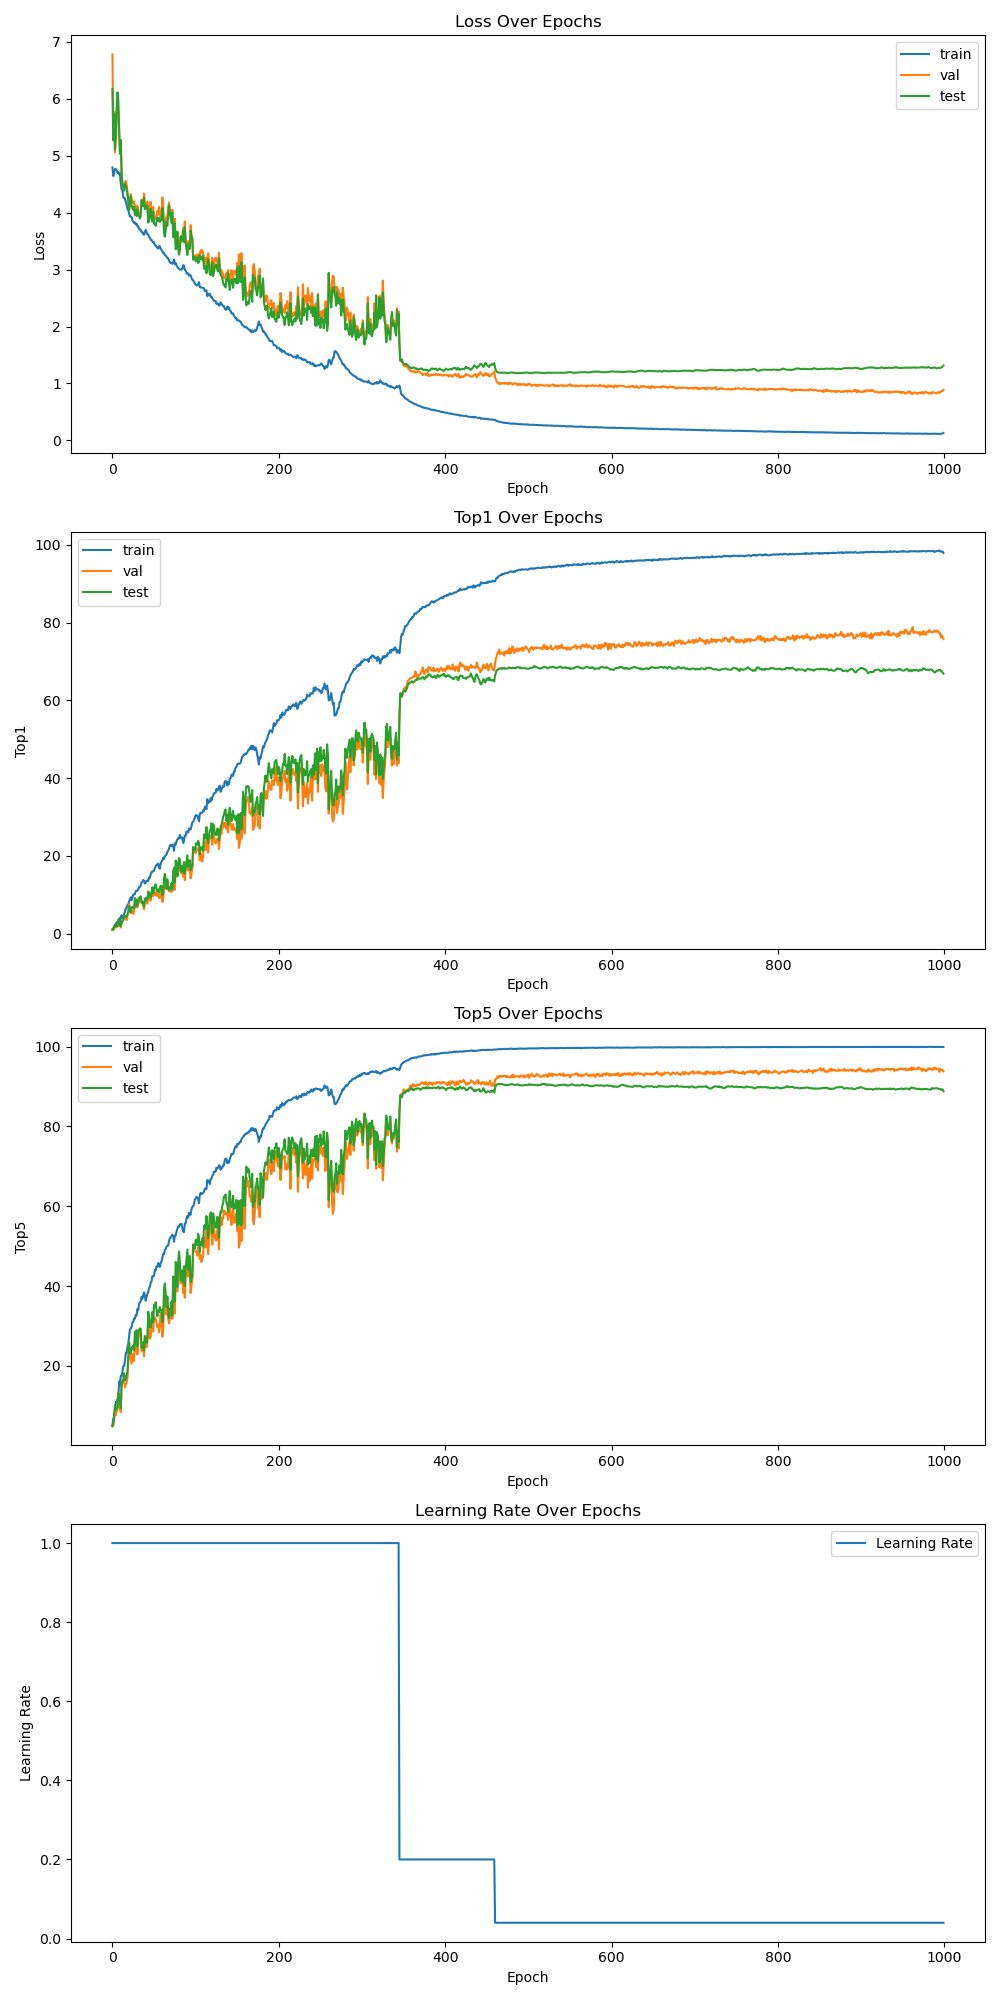 Loss Over Epochs
train
val
test
7
6
5
4
3
2
1
0
Loss
0 200 400 600 800 1000
Epoch
Top1 Over Epochs
train
val
test
100
80
60
40
20
0
Top1
0 200 400 600 800 1000
Epoch
Top5 Over Epochs
train
val
test
100
80
60
40
20
Top5
0 200 400 600 800 1000
Epoch
Learning Rate Over Epochs
Learning Rate
1.0
0.8
0.6
0.4
0.2
0.0
Learning Rate
0 200 400 600 800 1000
Epoch